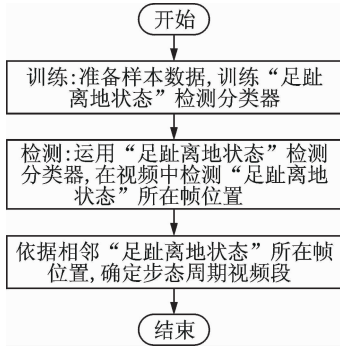 开始
训练:准备样本数据,训练“足趾
离地状态”检测分类器
检测:运用“足趾离地状态”检测
分类器,在视频中检测“足趾离地
状态”所在帧位置
依据相邻“足趾离地状态”所在帧
位置,确定步态周期视频段
结束